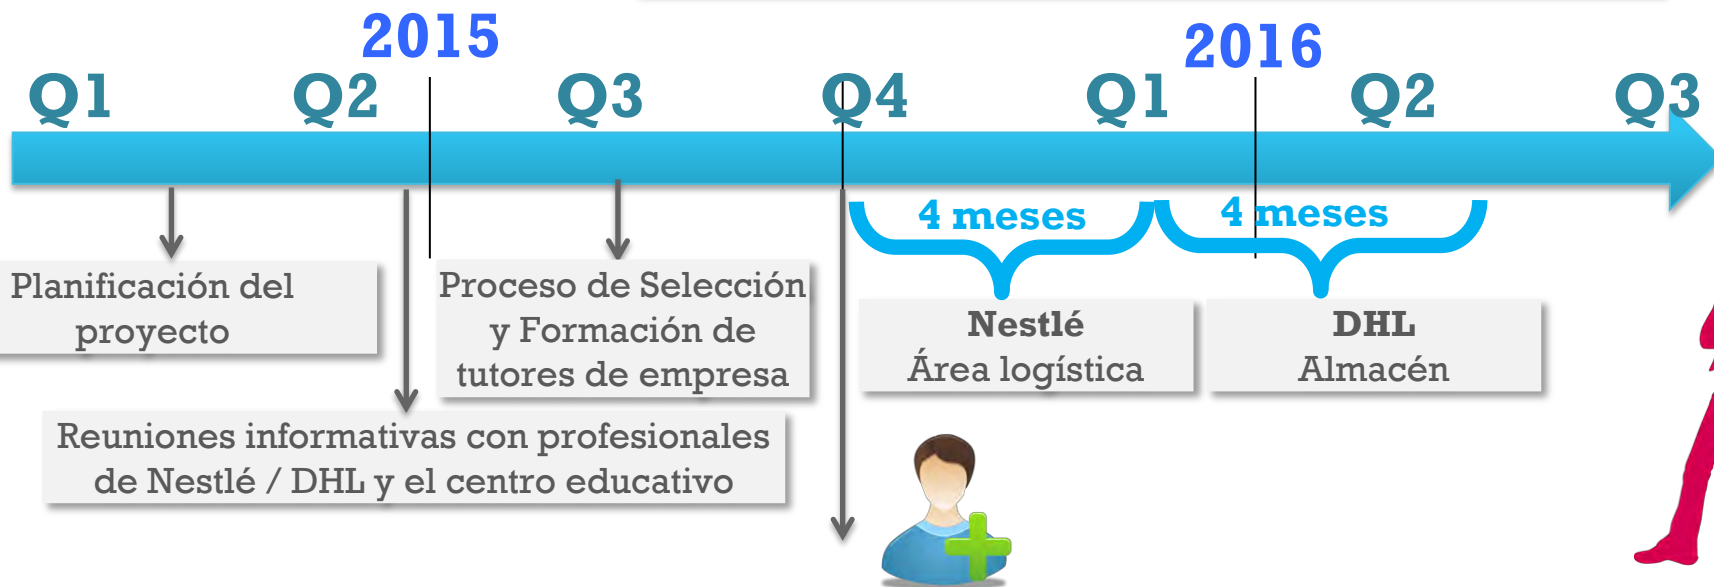 2015
2016
Q1 Q2 Q3 Q4 Q1 Q2 Q3
4 meses
4 meses
Planificación del
proyecto
Proceso de Selección
y Formación de
tutores de empresa
Nestlé
Área logística
DHL
Almacén
Reuniones informativas con profesionales
de Nestlé / DHL y el centro educativo